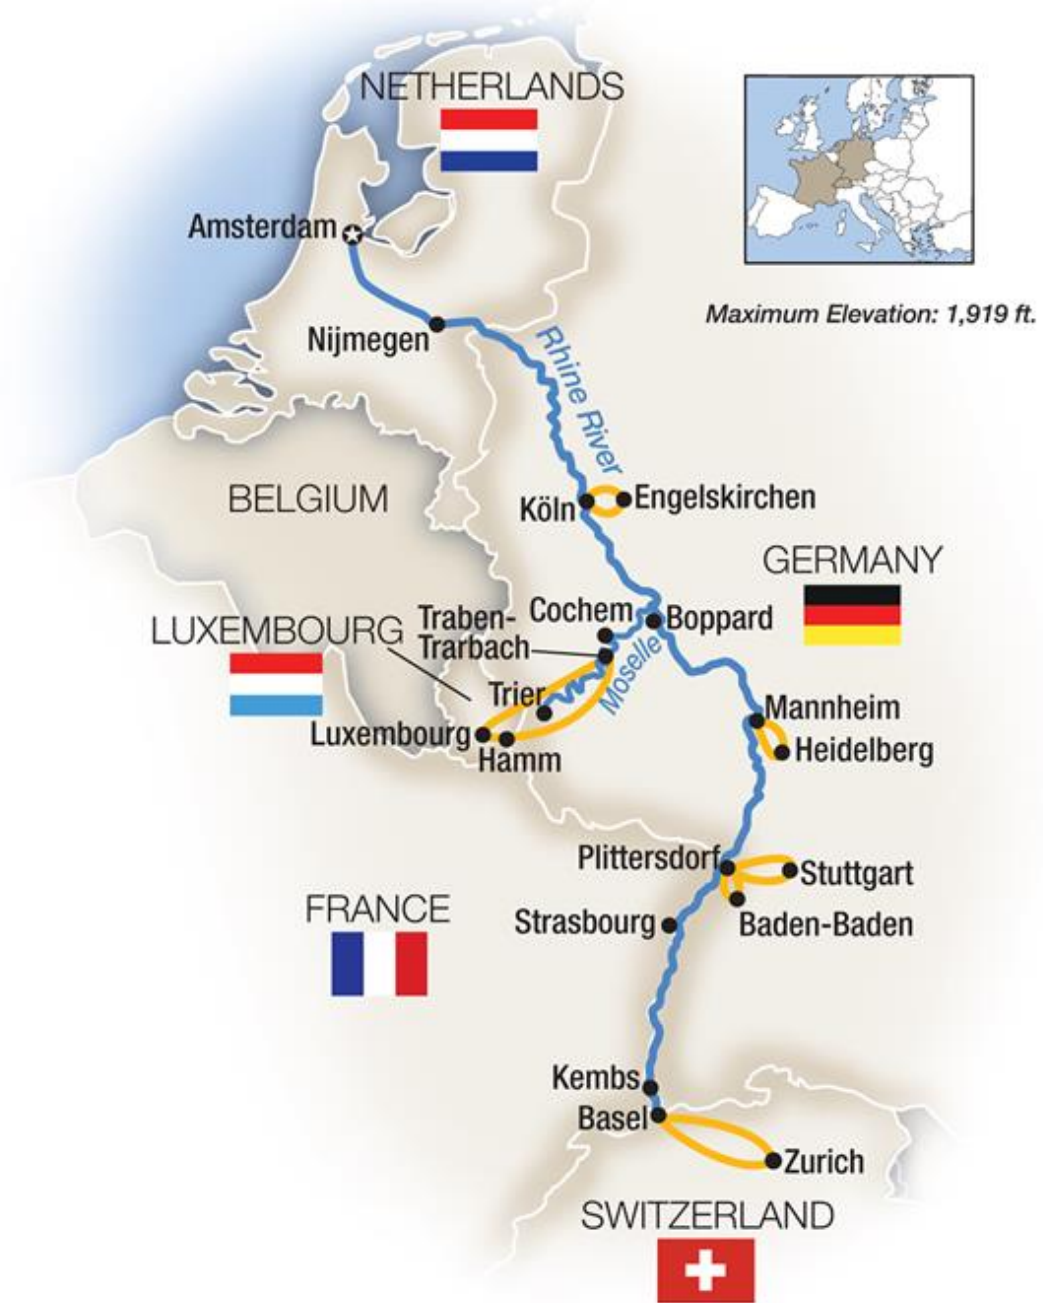 NETHERLANDS
Amsterdam
Maximum Elevation: 1,919 ft.
Nijmegen
Rhine River
BELGIUM
Köln
Engelskirchen
GERMANY
LUXEMBOURG
Traben-
Trarbach
Cochem
Boppard
Moselle
Trier
Luxembourg
Hamm
Mannheim
Heidelberg
Plittersdorf
Stuttgart
FRANCE
Strasbourg
Baden-Baden
Kembs
Basel
Zurich
SWITZERLAND